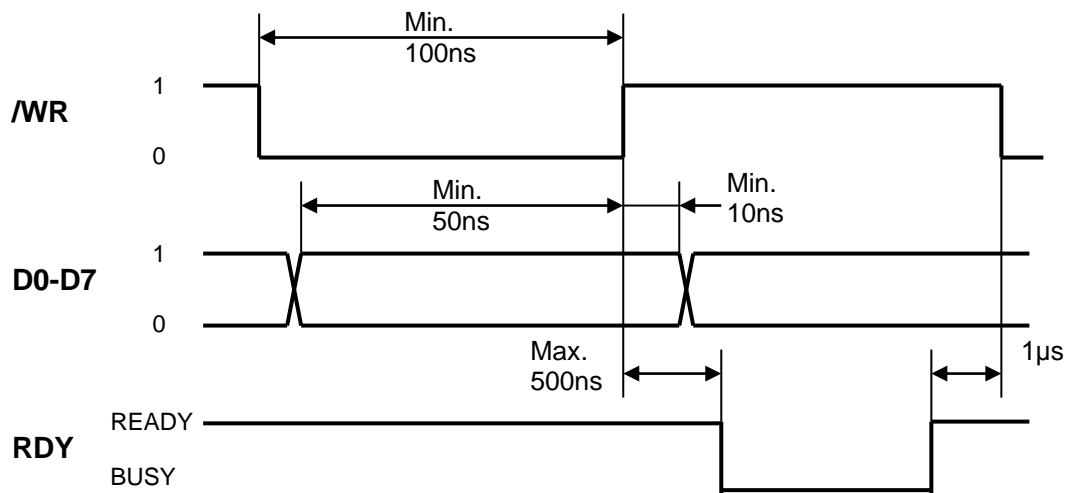 Min.
100ns
1
/WR
0
Min.
50ns
Min.
10ns
1
D0-D7
0
Max.
500ns
1µs
READY
RDY
BUSY